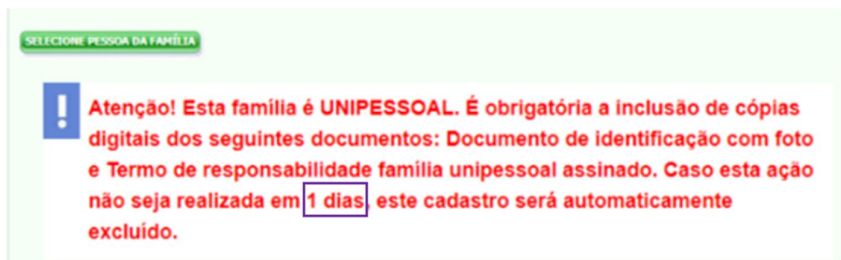 SELECIONE PESSOA DA FAMÍLIA
! Atenção! Esta família é UNIPESSOAL. É obrigatória a inclusão de cópias
digitais dos seguintes documentos: Documento de identificação com foto
e Termo de responsabilidade família unipessoal assinado. Caso esta ação
não seja realizada em 1 dias, este cadastro será automaticamente
excluído.